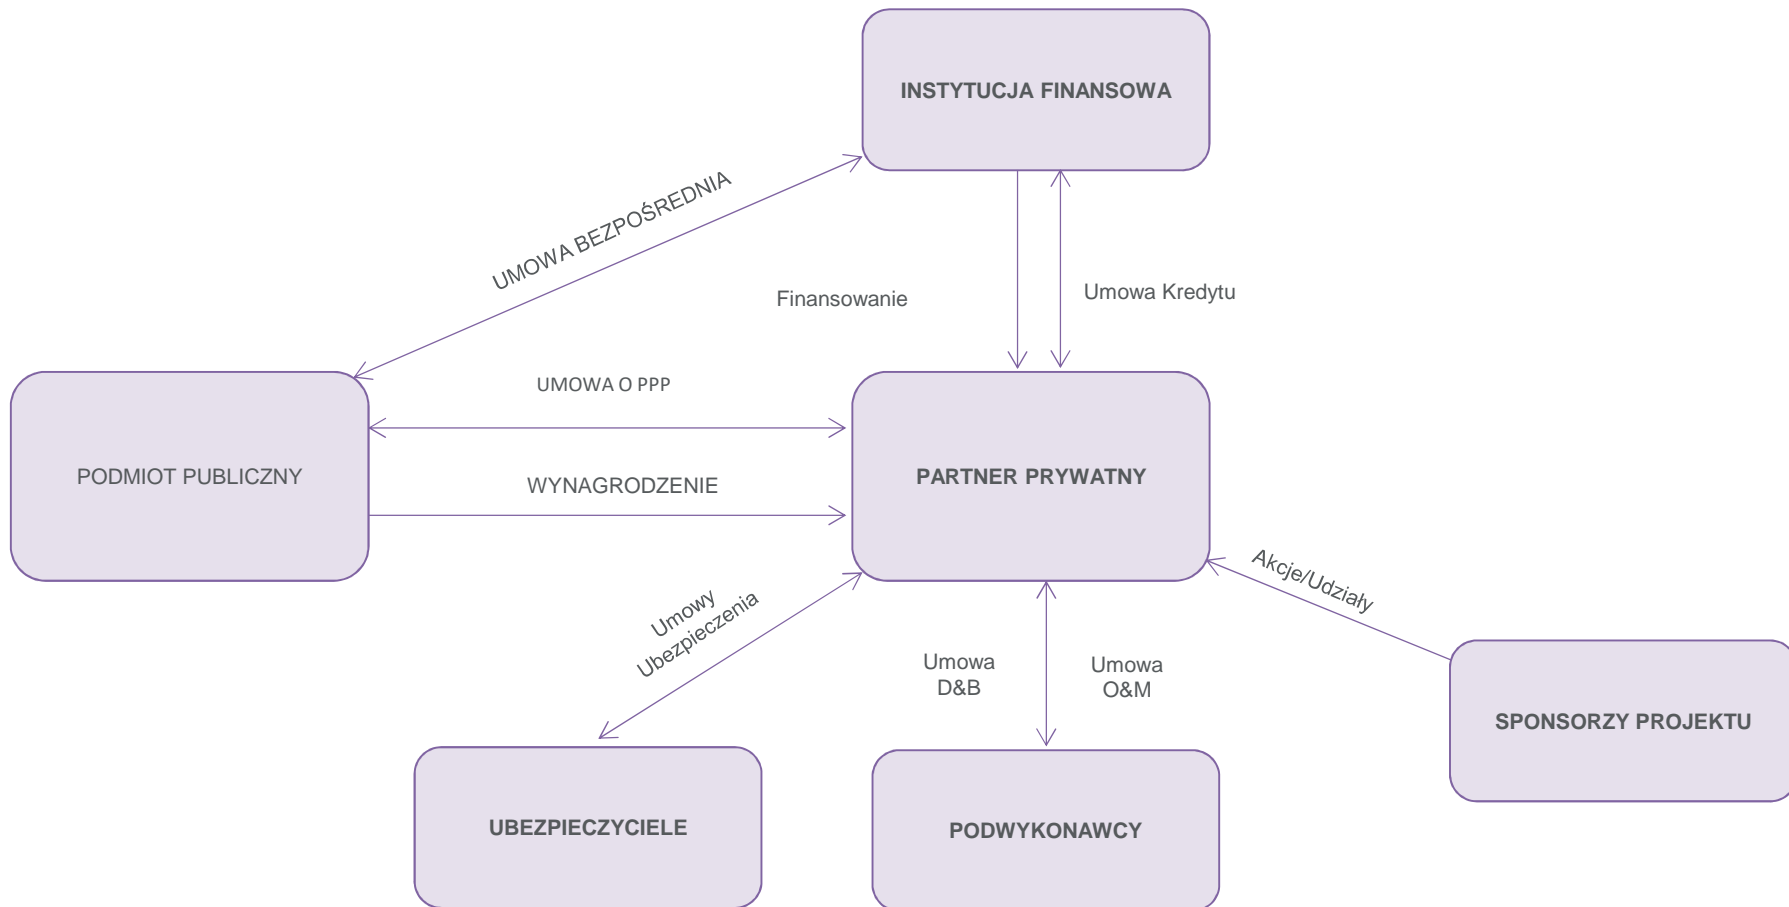 INSTYTUCJA FINANSOWA
UMOWA BEZPOŚREDNIA
Finansowanie
Umowa Kredytu
UMOWA O PPP
PODMIOT PUBLICZNY
WYNAGRODZENIE
PARTNER PRYWATNY
Umowy
Ubezpieczenia
Umowa
D&B
Umowa
O&M
Akcje/Udziały
SPONSORZY PROJEKTU
UBEZPIECZYCIELE
PODWYKONAWCY